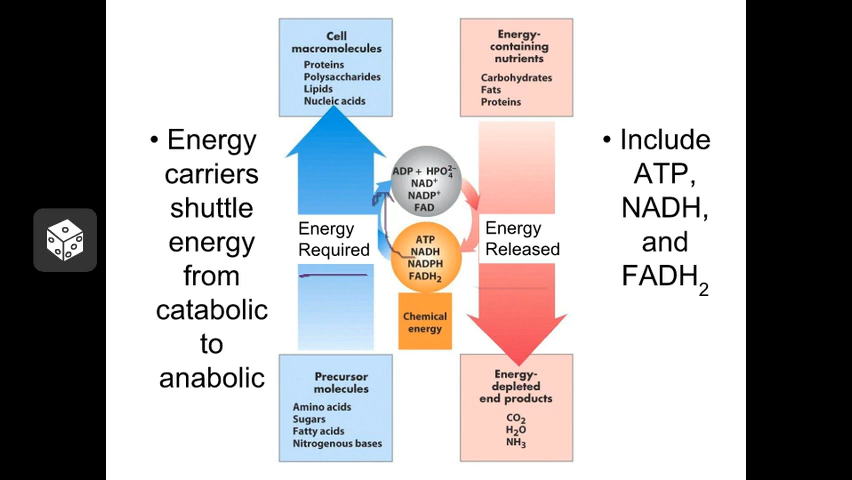 • Energy
carriers
shuttle
energy
from
catabolic
to
anabolic
Cell
macromolecules
Proteins
Polysaccharides
Lipids
Nucleic acids
Energy
Required
Precursor
molecules
Amino acids
Sugars
Fatty acids
Nitrogenous bases
ADP + HPO₄²⁻
NAD⁺
NADP⁺
FAD
ATP
NADH
NADPH
FADH₂
Chemical
energy
Energy-
containing
nutrients
Carbohydrates
Fats
Proteins
Energy
Released
Energy-
depleted
end products
CO₂
H₂O
NH₃
• Include
ATP,
NADH,
and
FADH₂